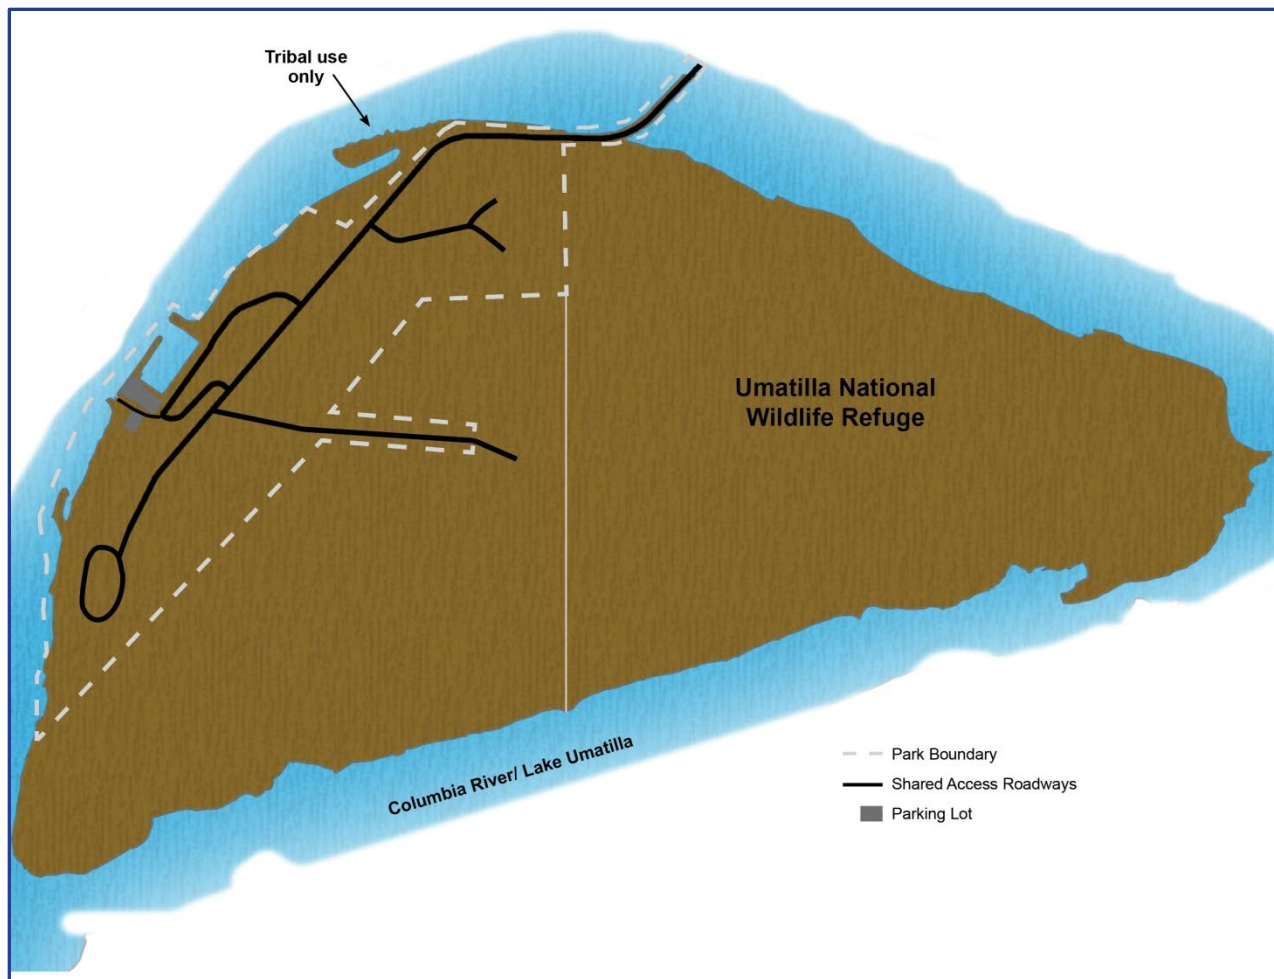 Tribal use
only
Umatilla National
Wildlife Refuge
Columbia River/ Lake Umatilla
Park Boundary
Shared Access Roadways
Parking Lot